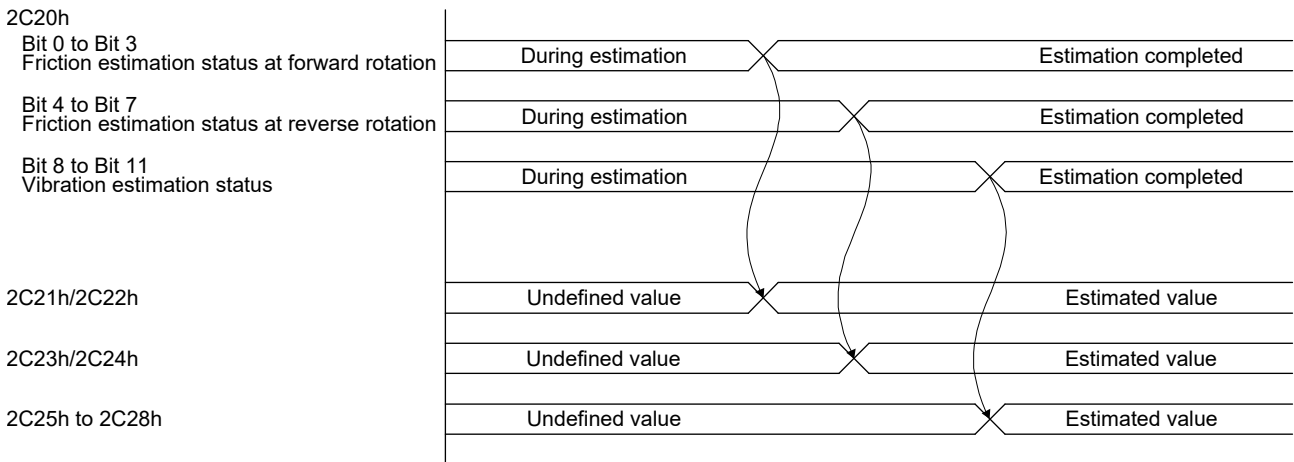 2C20h
Bit 0 to Bit 3
Friction estimation status at forward rotation
During estimation
Estimation completed
Bit 4 to Bit 7
Friction estimation status at reverse rotation
During estimation
Estimation completed
Bit 8 to Bit 11
Vibration estimation status
During estimation
Estimation completed
2C21h/2C22h
Undefined value
Estimated value
2C23h/2C24h
Undefined value
Estimated value
2C25h to 2C28h
Undefined value
Estimated value